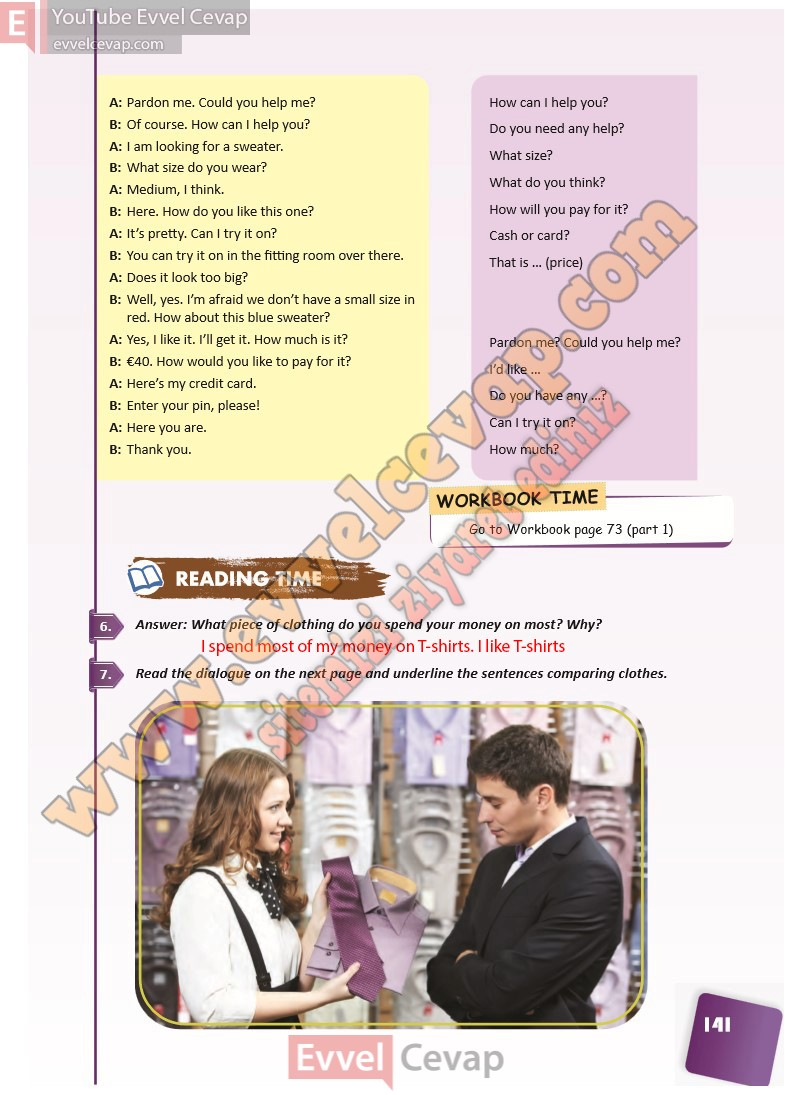 E
YouTube Evvel Cevap
evvelcevap.com
A: Pardon me. Could you help me?
B: Of course. How can I help you?
A: I am looking for a sweater.
B: What size do you wear?
A: Medium, I think.
B: Here. How do you like this one?
A: It's pretty. Can I try it on?
B: You can try it on in the fitting room over there.
A: Does it look too big?
B: Well, yes. I'm afraid we don't have a small size in
red. How about this blue sweater?
A: Yes, I like it. I'll get it. How much is it?
B: €40. How would you like to pay for it?
A: Here's my credit card.
B: Enter your pin, please!
A: Here you are.
B: Thank you.
How can I help you?
Do you need any help?
What size?
What do you think?
How will you pay for it?
Cash or card?
That is ... (price)
Pardon me? Could you help me?
I'd like ...
Do you have any ...?
Can I try it on?
How much?
WORKBOOK TIME
Go to Workbook page 73 (part 1)
READING TIME
6. Answer: What piece of clothing do you spend your money on most? Why?
I spend most of my money on T-shirts. I like T-shirts
7. Read the dialogue on the next page and underline the sentences comparing clothes.
www.evvelcevap.com
sitemizi ziyaret ediniz
141
Evvel Cevap